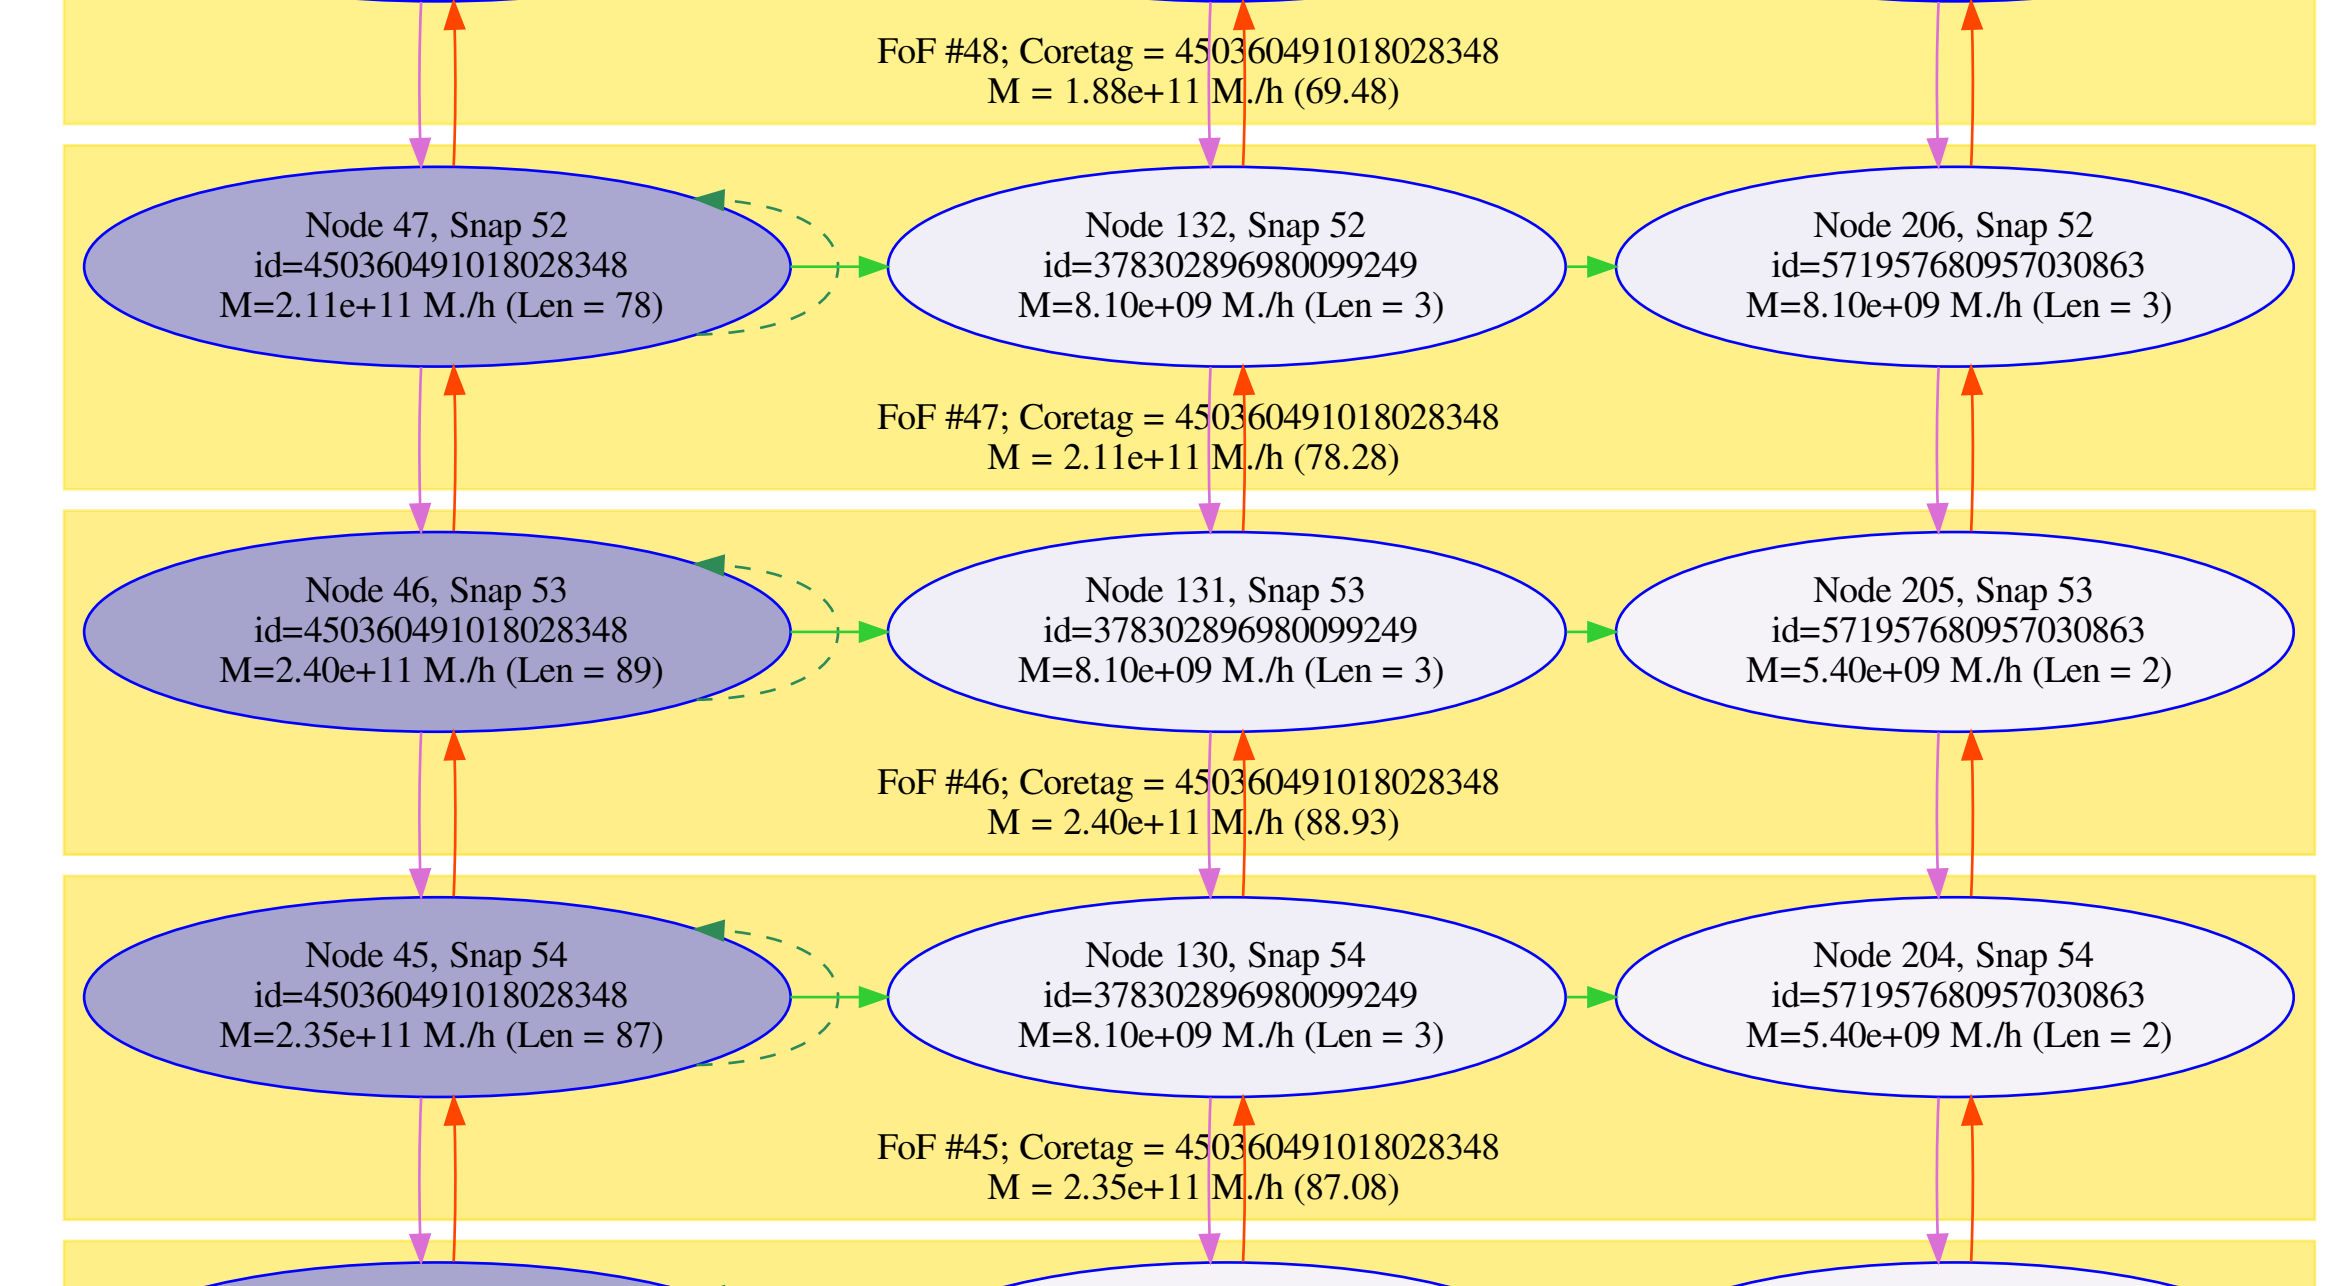 FoF #48; Coretag = 450360491018028348
M = 1.88e+11 M./h (69.48)
Node 47, Snap 52
id=450360491018028348
M=2.11e+11 M./h (Len = 78)
Node 132, Snap 52
id=378302896980099249
M=8.10e+09 M./h (Len = 3)
Node 206, Snap 52
id=571957680957030863
M=8.10e+09 M./h (Len = 3)
FoF #47; Coretag = 450360491018028348
M = 2.11e+11 M./h (78.28)
Node 46, Snap 53
id=450360491018028348
M=2.40e+11 M./h (Len = 89)
Node 131, Snap 53
id=378302896980099249
M=8.10e+09 M./h (Len = 3)
Node 205, Snap 53
id=571957680957030863
M=5.40e+09 M./h (Len = 2)
FoF #46; Coretag = 450360491018028348
M = 2.40e+11 M./h (88.93)
Node 45, Snap 54
id=450360491018028348
M=2.35e+11 M./h (Len = 87)
Node 130, Snap 54
id=378302896980099249
M=8.10e+09 M./h (Len = 3)
Node 204, Snap 54
id=571957680957030863
M=5.40e+09 M./h (Len = 2)
FoF #45; Coretag = 450360491018028348
M = 2.35e+11 M./h (87.08)